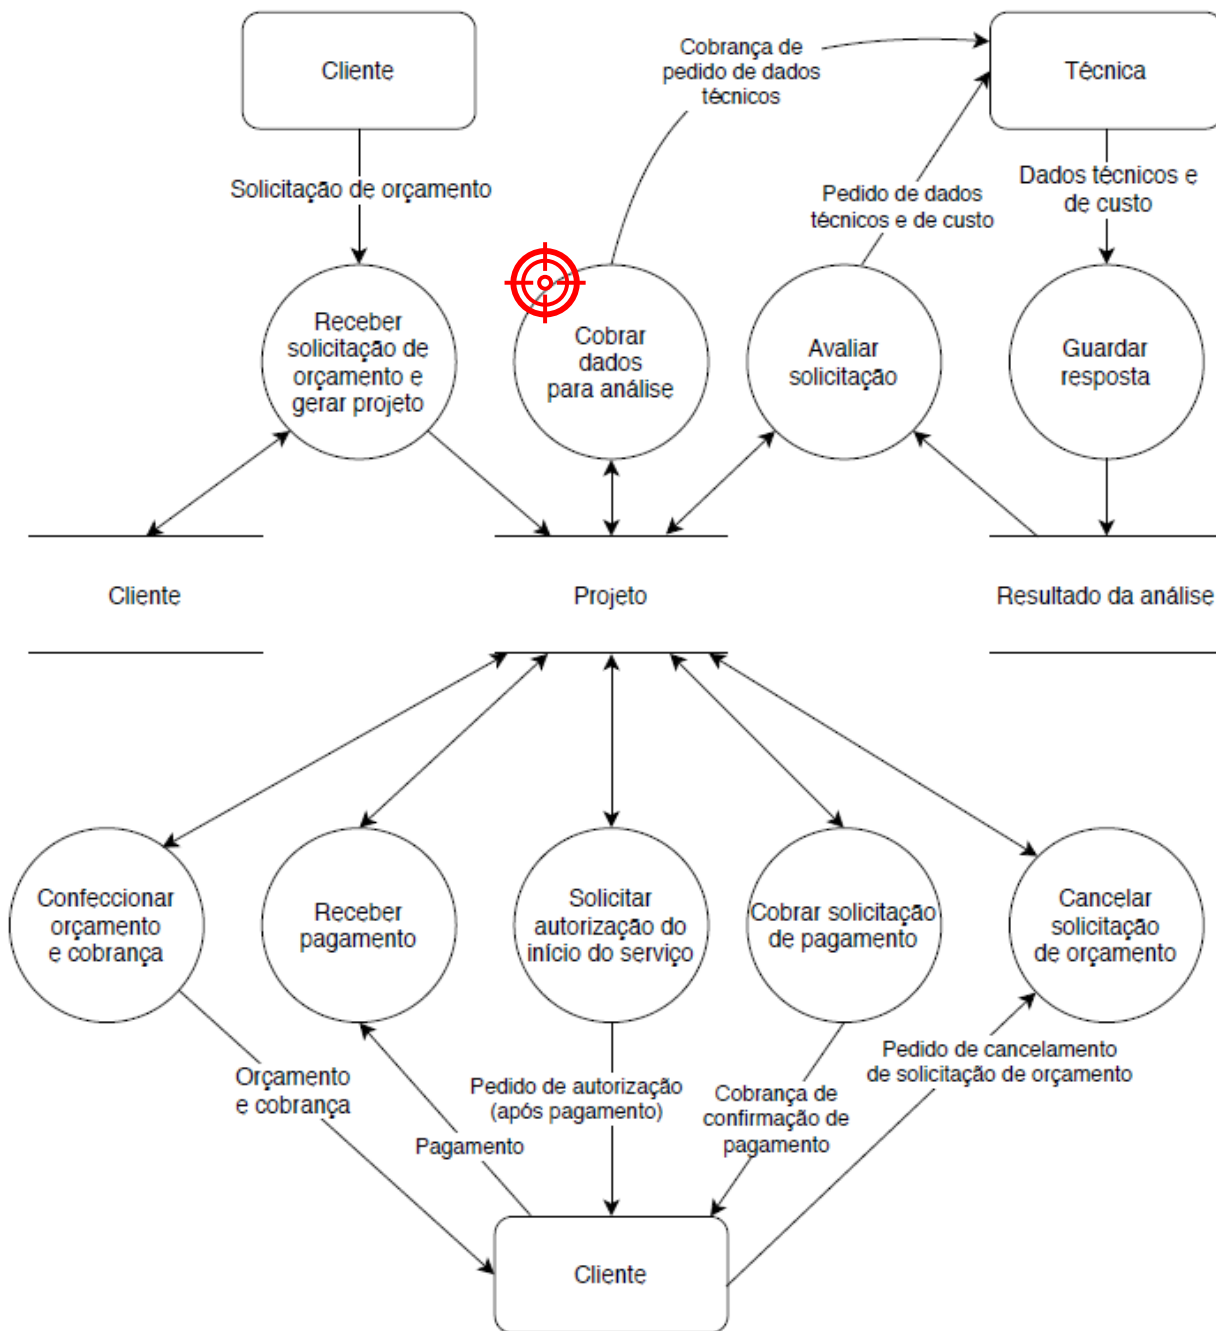 Cliente
Cobrança de
pedido de dados
técnicos
Técnica
Solicitação de orçamento
Pedido de dados
técnicos e de custo
Dados técnicos e
de custo
Receber
solicitação de
orçamento e
gerar projeto
Cobrar
dados
para análise
Avaliar
solicitação
Guardar
resposta
Cliente
Projeto
Resultado da análise
Confeccionar
orçamento
e cobrança
Receber
pagamento
Solicitar
autorização do
início do serviço
Cobrar solicitação
de pagamento
Cancelar
solicitação
de orçamento
Orçamento
e cobrança
Pagamento
Pedido de autorização
(após pagamento)
Cobrança de
confirmação de
pagamento
Pedido de cancelamento
de solicitação de orçamento
Cliente